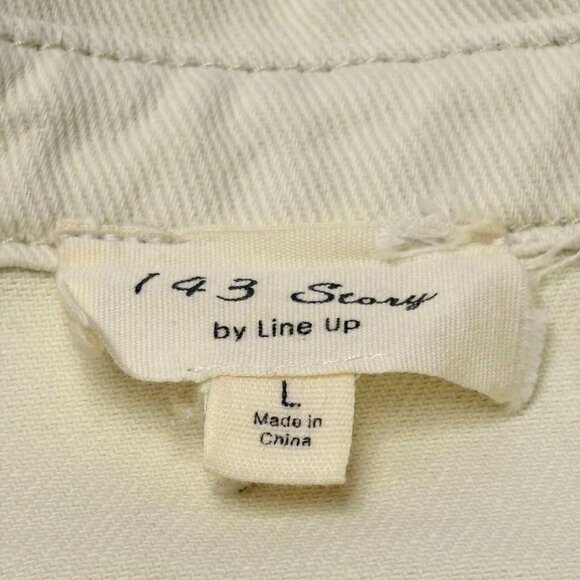 143 Story
by Line Up
L
Made in
China